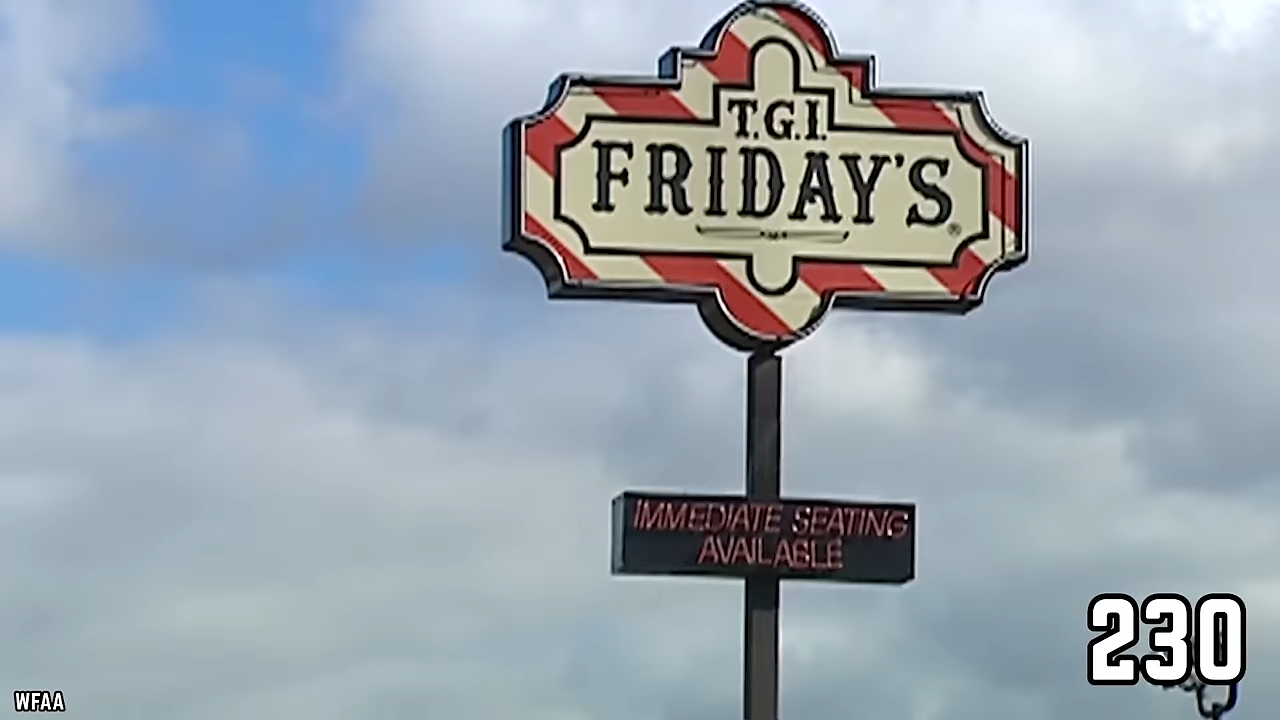 T.G.I.
FRIDAY'S
®
IMMEDIATE SEATING
AVAILABLE
230
WFAA